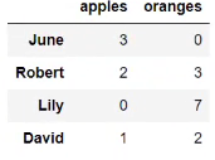 apples oranges
June 3 0
Robert 2 3
Lily 0 7
David 1 2